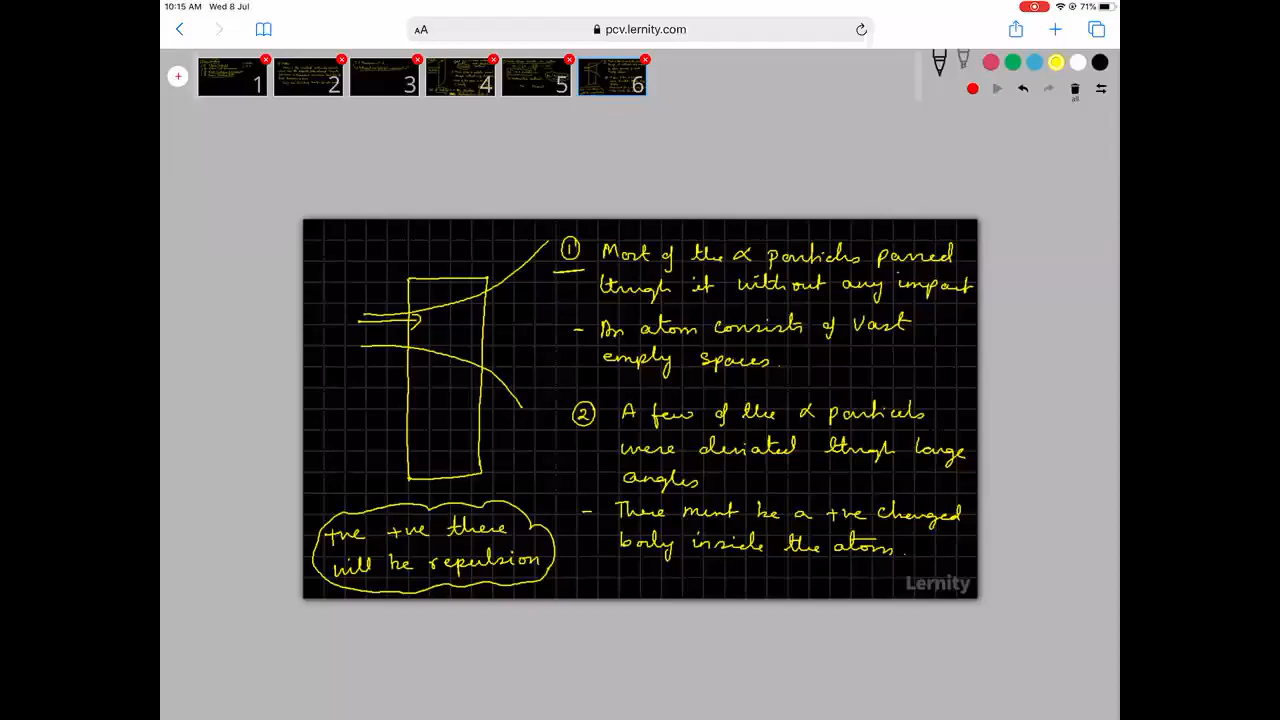 10:15 AM Wed 8 Repul
71%
AA
pcv.lernity.com
1
2
3
4
5
6
all
① Most of the α particles passed
through it without any impact
- An atom consists of vast
empty spaces.
② A few of the α particels
were deviated through large
angles
- There must be a +ve charged
body inside the atom.
+ve +ve there
will be repulsion
Lernity